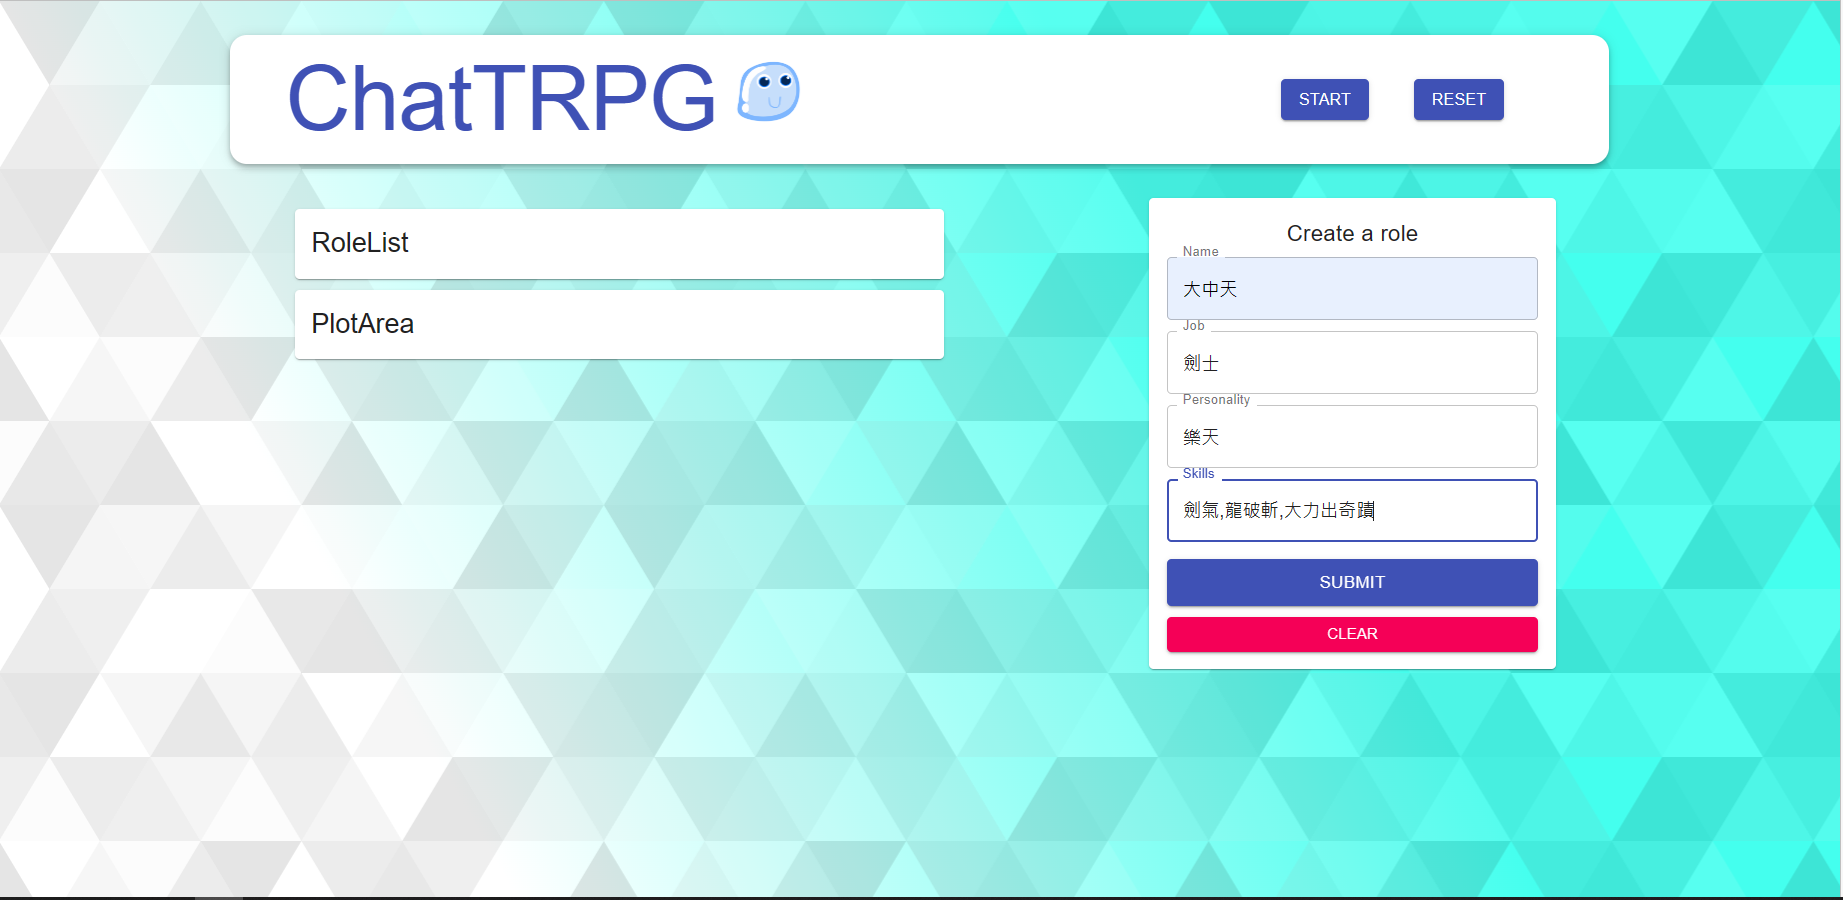 ChatTRPG
START
RESET
RoleList
PlotArea
Create a role
Name
大中天
Job
劍士
Personality
樂天
Skills
劍氣,龍破斬,大力出奇蹟
SUBMIT
CLEAR